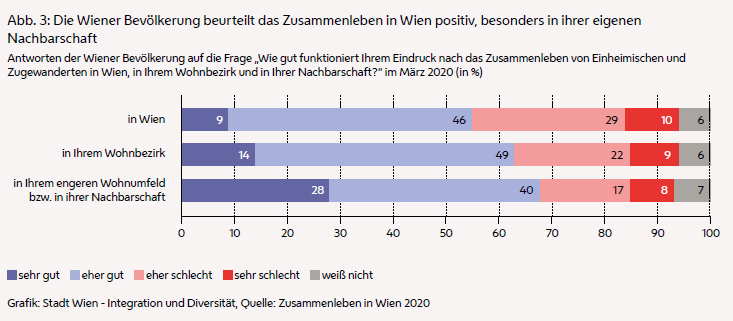 Abb. 3: Die Wiener Bevölkerung beurteilt das Zusammenleben in Wien positiv, besonders in ihrer eigenen
Nachbarschaft
Antworten der Wiener Bevölkerung auf die Frage „Wie gut funktioniert Ihrem Eindruck nach das Zusammenleben von Einheimischen und
Zugewanderten in Wien, in Ihrem Wohnbezirk und in Ihrer Nachbarschaft?“ im März 2020 (in %)
in Wien 9 46 29 10 6
in Ihrem Wohnbezirk 14 49 22 9 6
in Ihrem engeren Wohnumfeld
bzw. in ihrer Nachbarschaft 28 40 17 8 7
0 10 20 30 40 50 60 70 80 90 100
sehr gut eher gut eher schlecht sehr schlecht weiß nicht
Grafik: Stadt Wien - Integration und Diversität, Quelle: Zusammenleben in Wien 2020